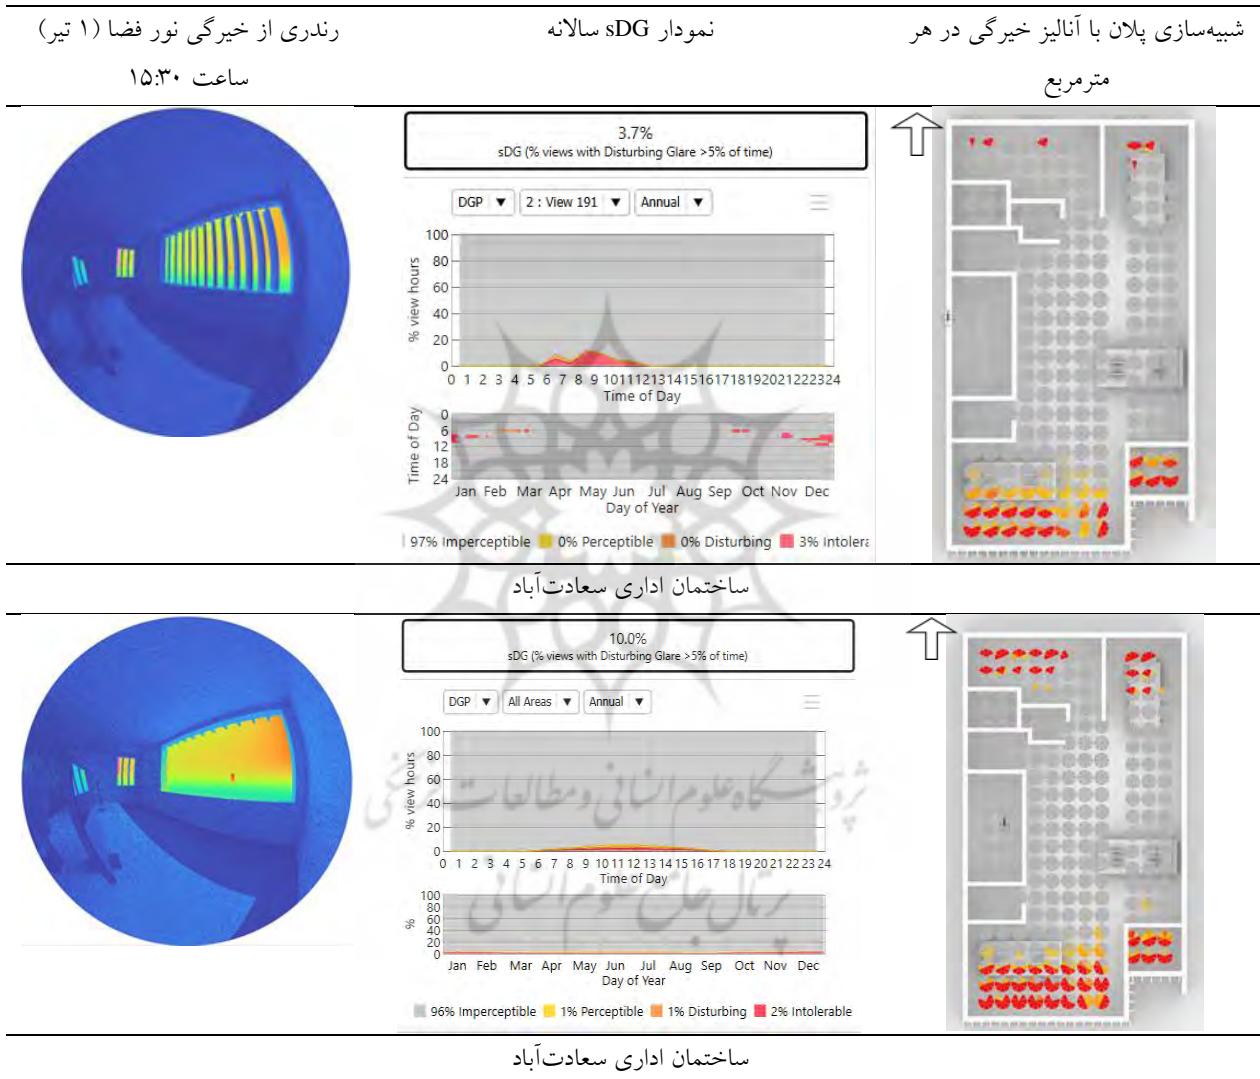 شبیه‌سازی پلان با آنالیز خیرگی در هر
مترمربع
نمودار sDG سالانه
رندری از خیرگی نور فضا (۱ تیر)
ساعت ۱۵:۳۰
3.7%
sDG (% views with Disturbing Glare >5% of time)
DGP ▼ 2 : View 191 ▼ Annual ▼
% view hours
100
80
60
40
20
0
0 1 2 3 4 5 6 7 8 9 101112131415161718192021222324
Time of Day
Time of Day
0
6
12
18
24
Jan Feb Mar Apr May Jun Jul Aug Sep Oct Nov Dec
Day of Year
97% Imperceptible 0% Perceptible 0% Disturbing 3% Intolera
ساختمان اداری سعادت‌آباد
10.0%
sDG (% views with Disturbing Glare >5% of time)
DGP ▼ All Areas ▼ Annual ▼
% view hours
100
80
60
40
20
0
0 1 2 3 4 5 6 7 8 9 10 11 12 13 14 15 16 17 18 19 20 21 22 23 24
Time of Day
%
100
80
60
40
20
0
Jan Feb Mar Apr May Jun Jul Aug Sep Oct Nov Dec
Day of Year
96% Imperceptible 1% Perceptible 1% Disturbing 2% Intolerable
پژوهشگاه علوم انسانی و مطالعات فرهنگی
پرتال جامع علوم انسانی
ساختمان اداری سعادت‌آباد